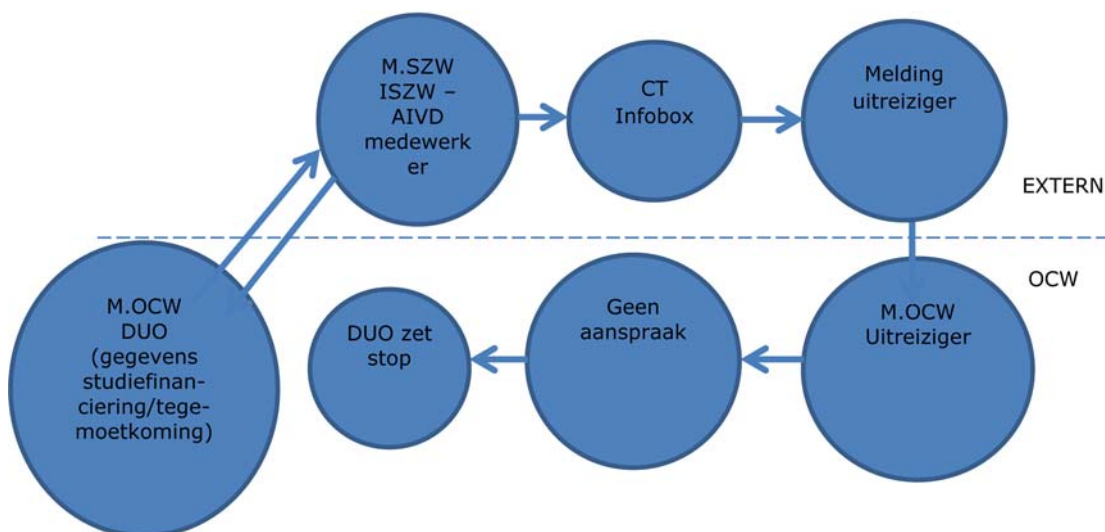 M.SZW
ISZW –
AIVD
medewerk
er
CT
Infobox
Melding
uitreiziger
EXTERN
OCW
M.OCW
DUO
(gegevens
studiefinan-
ciering/tege-
moetkoming)
DUO zet
stop
Geen
aanspraak
M.OCW
Uitreiziger